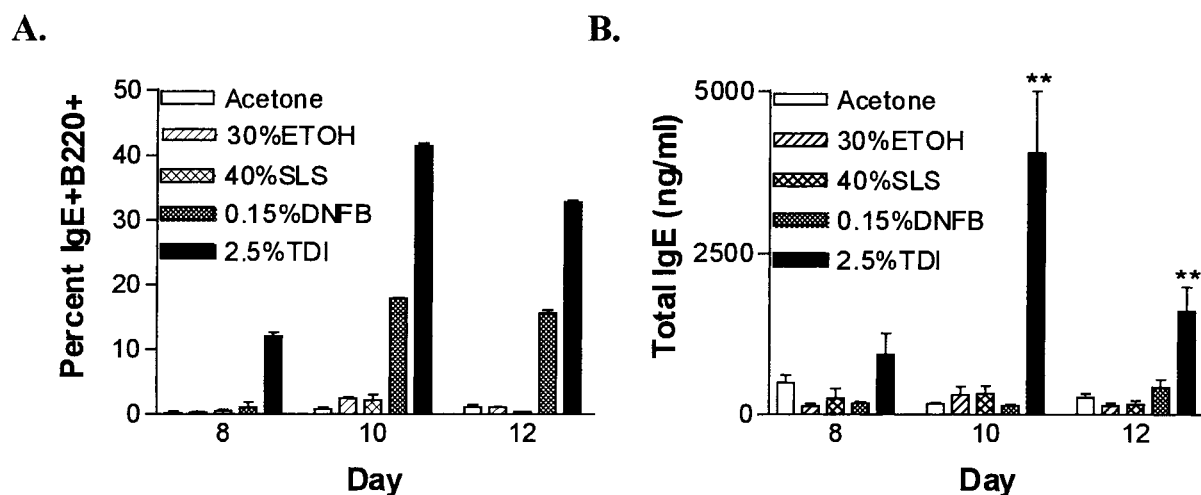 A.
Percent IgE+B220+
50
40
30
20
10
0
Acetone
30%ETOH
40%SLS
0.15%DNFB
2.5%TDI
8
10
12
Day
B.
Total IgE (ng/ml)
5000
2500
0
Acetone
30%ETOH
40%SLS
0.15%DNFB
2.5%TDI
**
**
8
10
12
Day